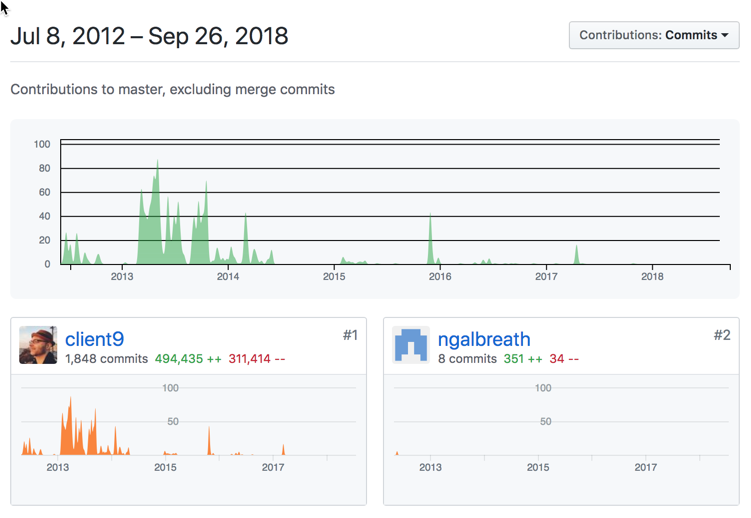 Jul 8, 2012 – Sep 26, 2018
Contributions: Commits
Contributions to master, excluding merge commits
100
80
60
40
20
0
2013 2014 2015 2016 2017 2018
client9 #1
1,848 commits 494,435 ++ 311,414 --
100
50
2013 2015 2017
ngalbreath #2
8 commits 351 ++ 34 --
100
50
2013 2015 2017